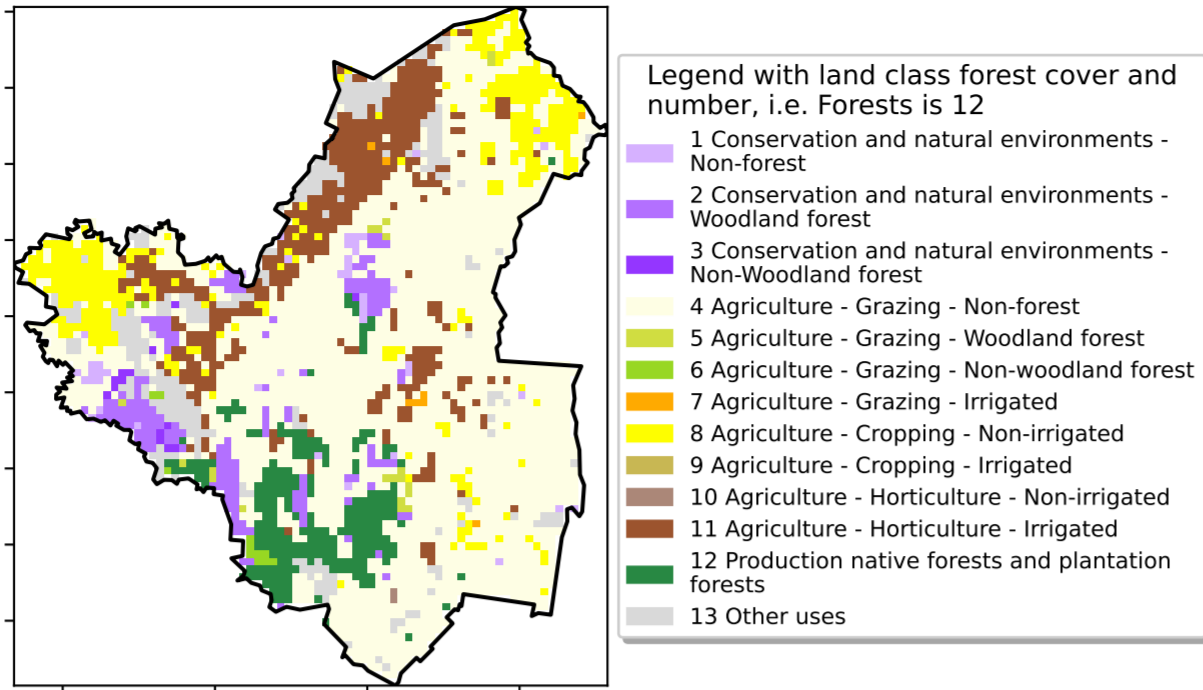 Legend with land class forest cover and
number, i.e. Forests is 12
1 Conservation and natural environments -
Non-forest
2 Conservation and natural environments -
Woodland forest
3 Conservation and natural environments -
Non-Woodland forest
4 Agriculture - Grazing - Non-forest
5 Agriculture - Grazing - Woodland forest
6 Agriculture - Grazing - Non-woodland forest
7 Agriculture - Grazing - Irrigated
8 Agriculture - Cropping - Non-irrigated
9 Agriculture - Cropping - Irrigated
10 Agriculture - Horticulture - Non-irrigated
11 Agriculture - Horticulture - Irrigated
12 Production native forests and plantation
forests
13 Other uses